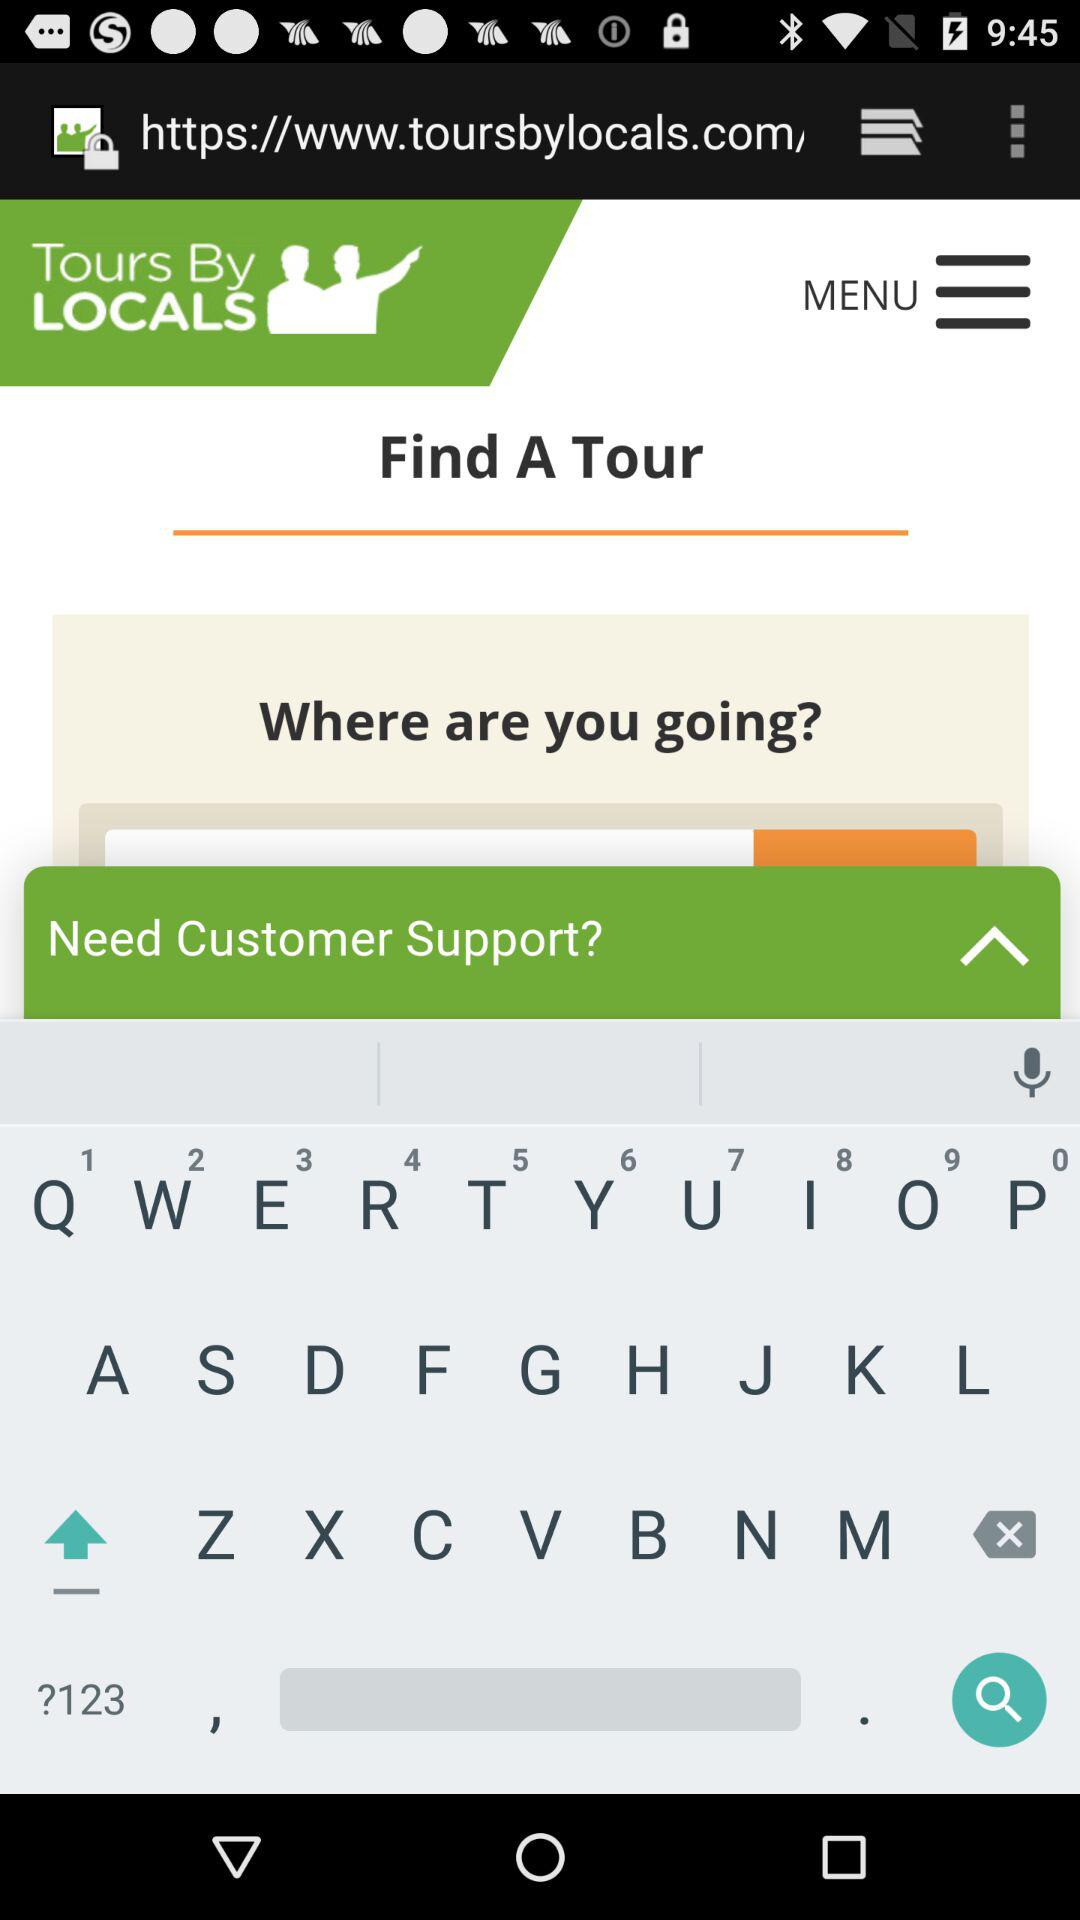 9:45
https://www.toursbylocals.com/
Tours By
LOCALS
MENU
Find A Tour
Where are you going?
Need Customer Support?
1 2 3 4 5 6 7 8 9 0
Q W E R T Y U I O P
A S D F G H J K L
Z X C V B N M
?123 , .